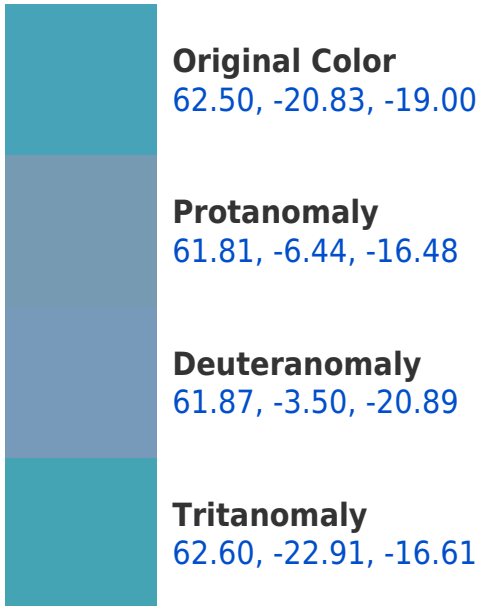 Original Color
62.50, -20.83, -19.00
Protanomaly
61.81, -6.44, -16.48
Deuteranomaly
61.87, -3.50, -20.89
Tritanomaly
62.60, -22.91, -16.61